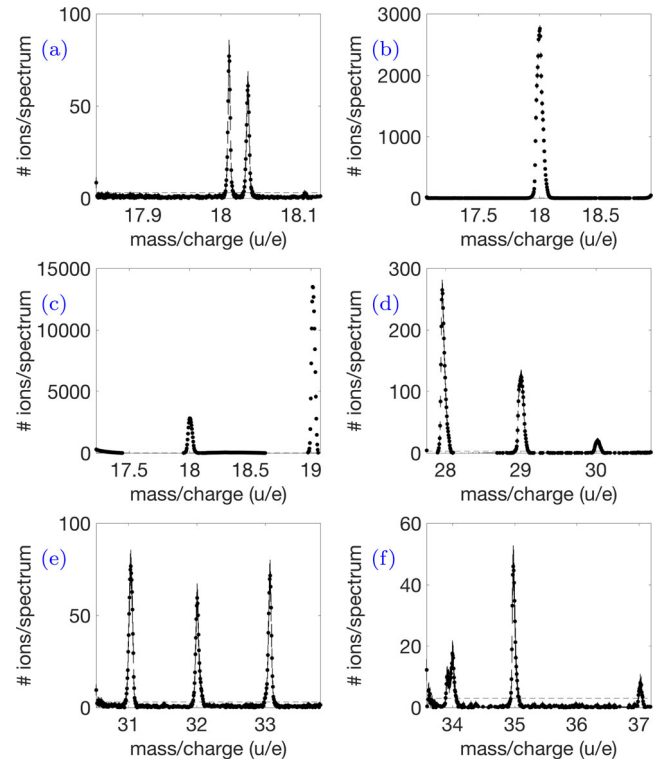 (a)
# ions/spectrum
100
50
0
17.9 18 18.1
mass/charge (u/e)
(b)
# ions/spectrum
3000
2000
1000
0
17.5 18 18.5
mass/charge (u/e)
(c)
# ions/spectrum
15000
10000
5000
0
17.5 18 18.5 19
mass/charge (u/e)
(d)
# ions/spectrum
300
200
100
0
28 29 30
mass/charge (u/e)
(e)
# ions/spectrum
100
50
0
31 32 33
mass/charge (u/e)
(f)
# ions/spectrum
60
40
20
0
34 35 36 37
mass/charge (u/e)